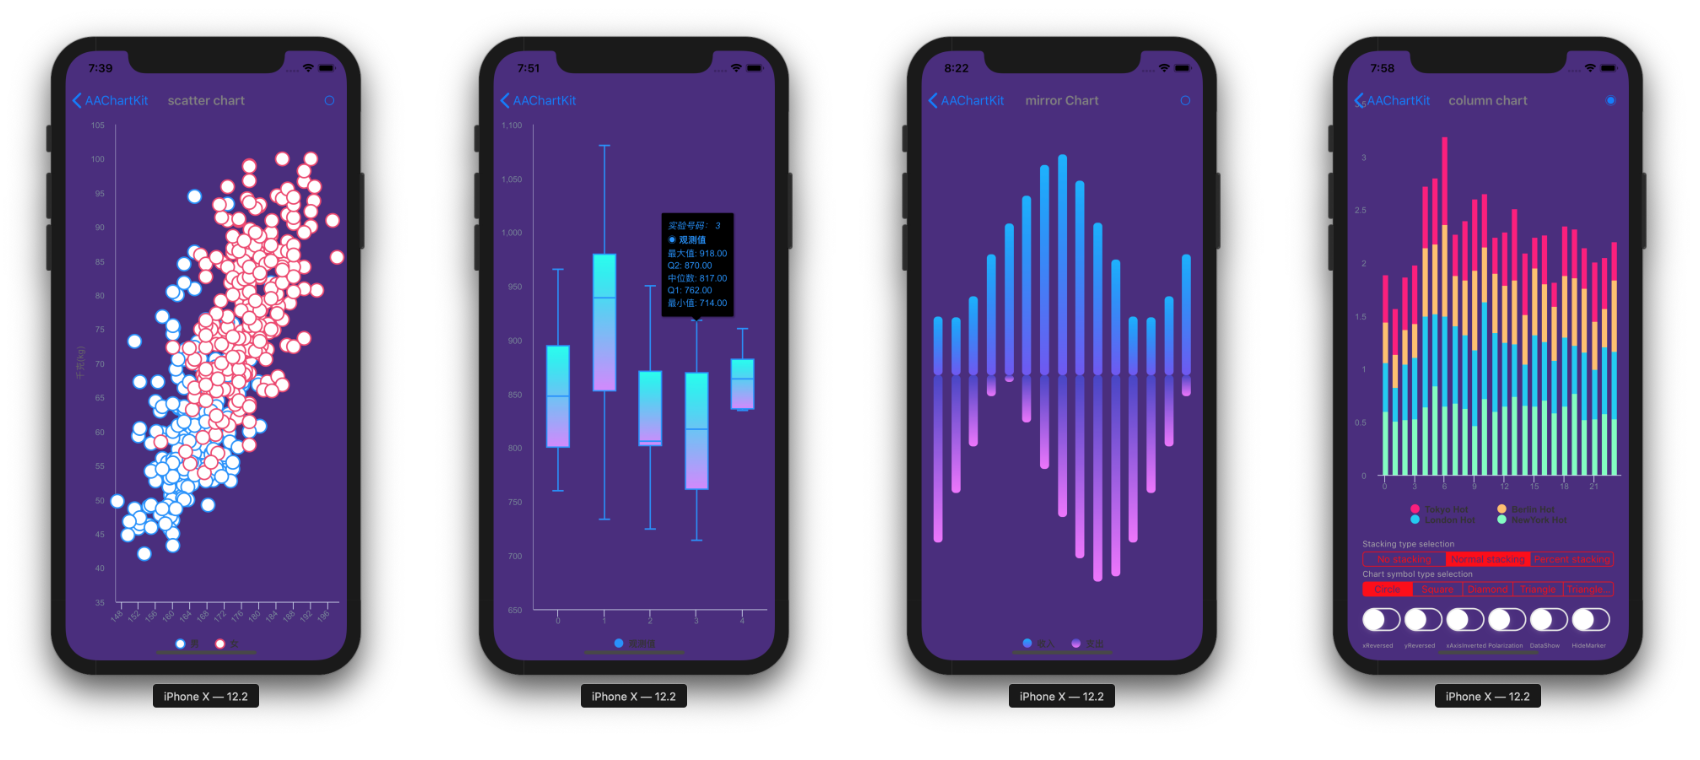 7:39
AAChartKit scatter chart
105
100
95
90
85
80
75
70
65
60
55
50
45
40
35
千克(kg)
148 152 156 160 164 168 172 176 180 184 188 192 196
男 女
iPhone X — 12.2
7:51
AAChartKit
1,100
1,050
1,000
950
900
850
800
750
700
650
实验号码: 3
观测值
最大值: 918.00
Q2: 870.00
中位数: 817.00
Q1: 762.00
最小值: 714.00
0 1 2 3 4
观测值
iPhone X — 12.2
8:22
AAChartKit mirror Chart
收入 支出
iPhone X — 12.2
7:58
AAChartKit column chart
3.5
3
2.5
2
1.5
1
0.5
0
0 3 6 9 12 15 18 21
Tokyo Hot Berlin Hot
London Hot NewYork Hot
Stacking type selection
No stacking Normal stacking Percent stacking
Chart symbol type selection
Circle Square Diamond Triangle Triangle...
xReversed yReversed xAxisInverted Polarization DataShow HideMarker
iPhone X — 12.2